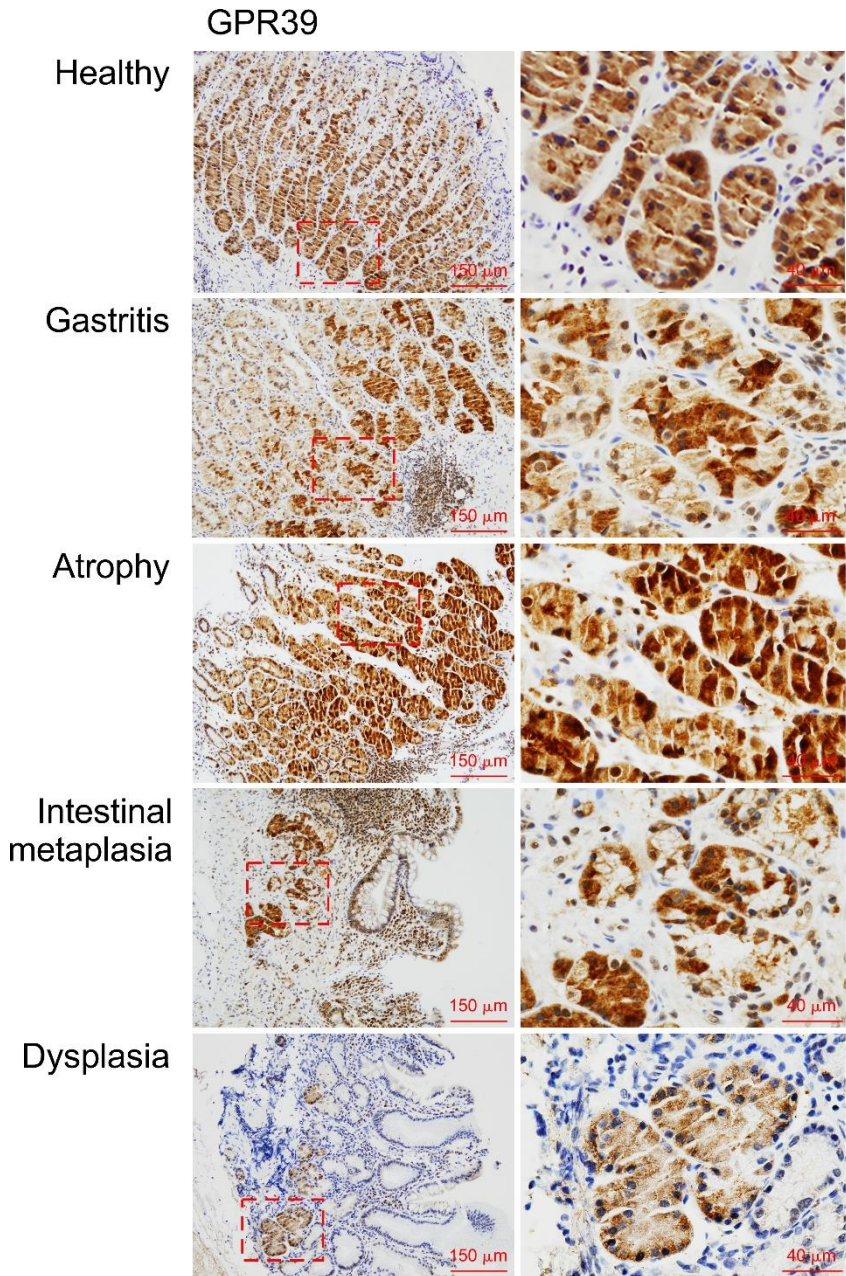 GPR39
Healthy
150 μm
40 μm
Gastritis
150 μm
40 μm
Atrophy
150 μm
40 μm
Intestinal
metaplasia
150 μm
40 μm
Dysplasia
150 μm
40 μm